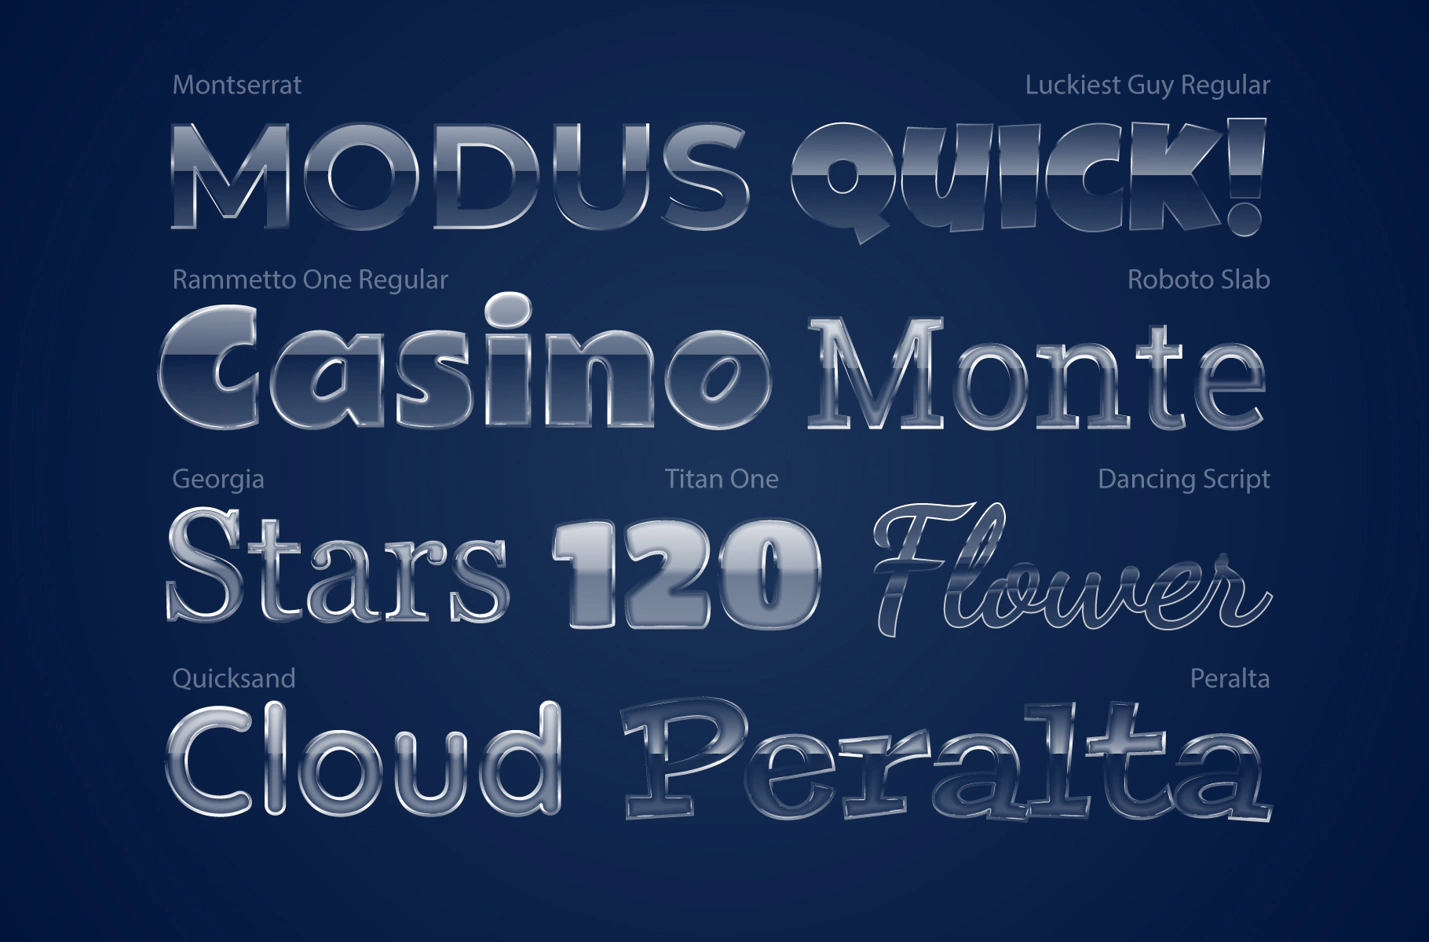 Montserrat Luckiest Guy Regular
MODUS QUICK!
Rammetto One Regular Roboto Slab
Casino Monte
Georgia Titan One Dancing Script
Stars 120 Flower
Quicksand Peralta
Cloud Peralta